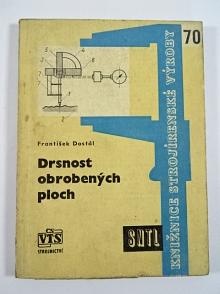 70
František Dostál
Drsnost
obrobených
ploch
VTS
STROJNICTVÍ
SNTL
KNIŽNICE STROJÍRENSKÉ VÝROBY